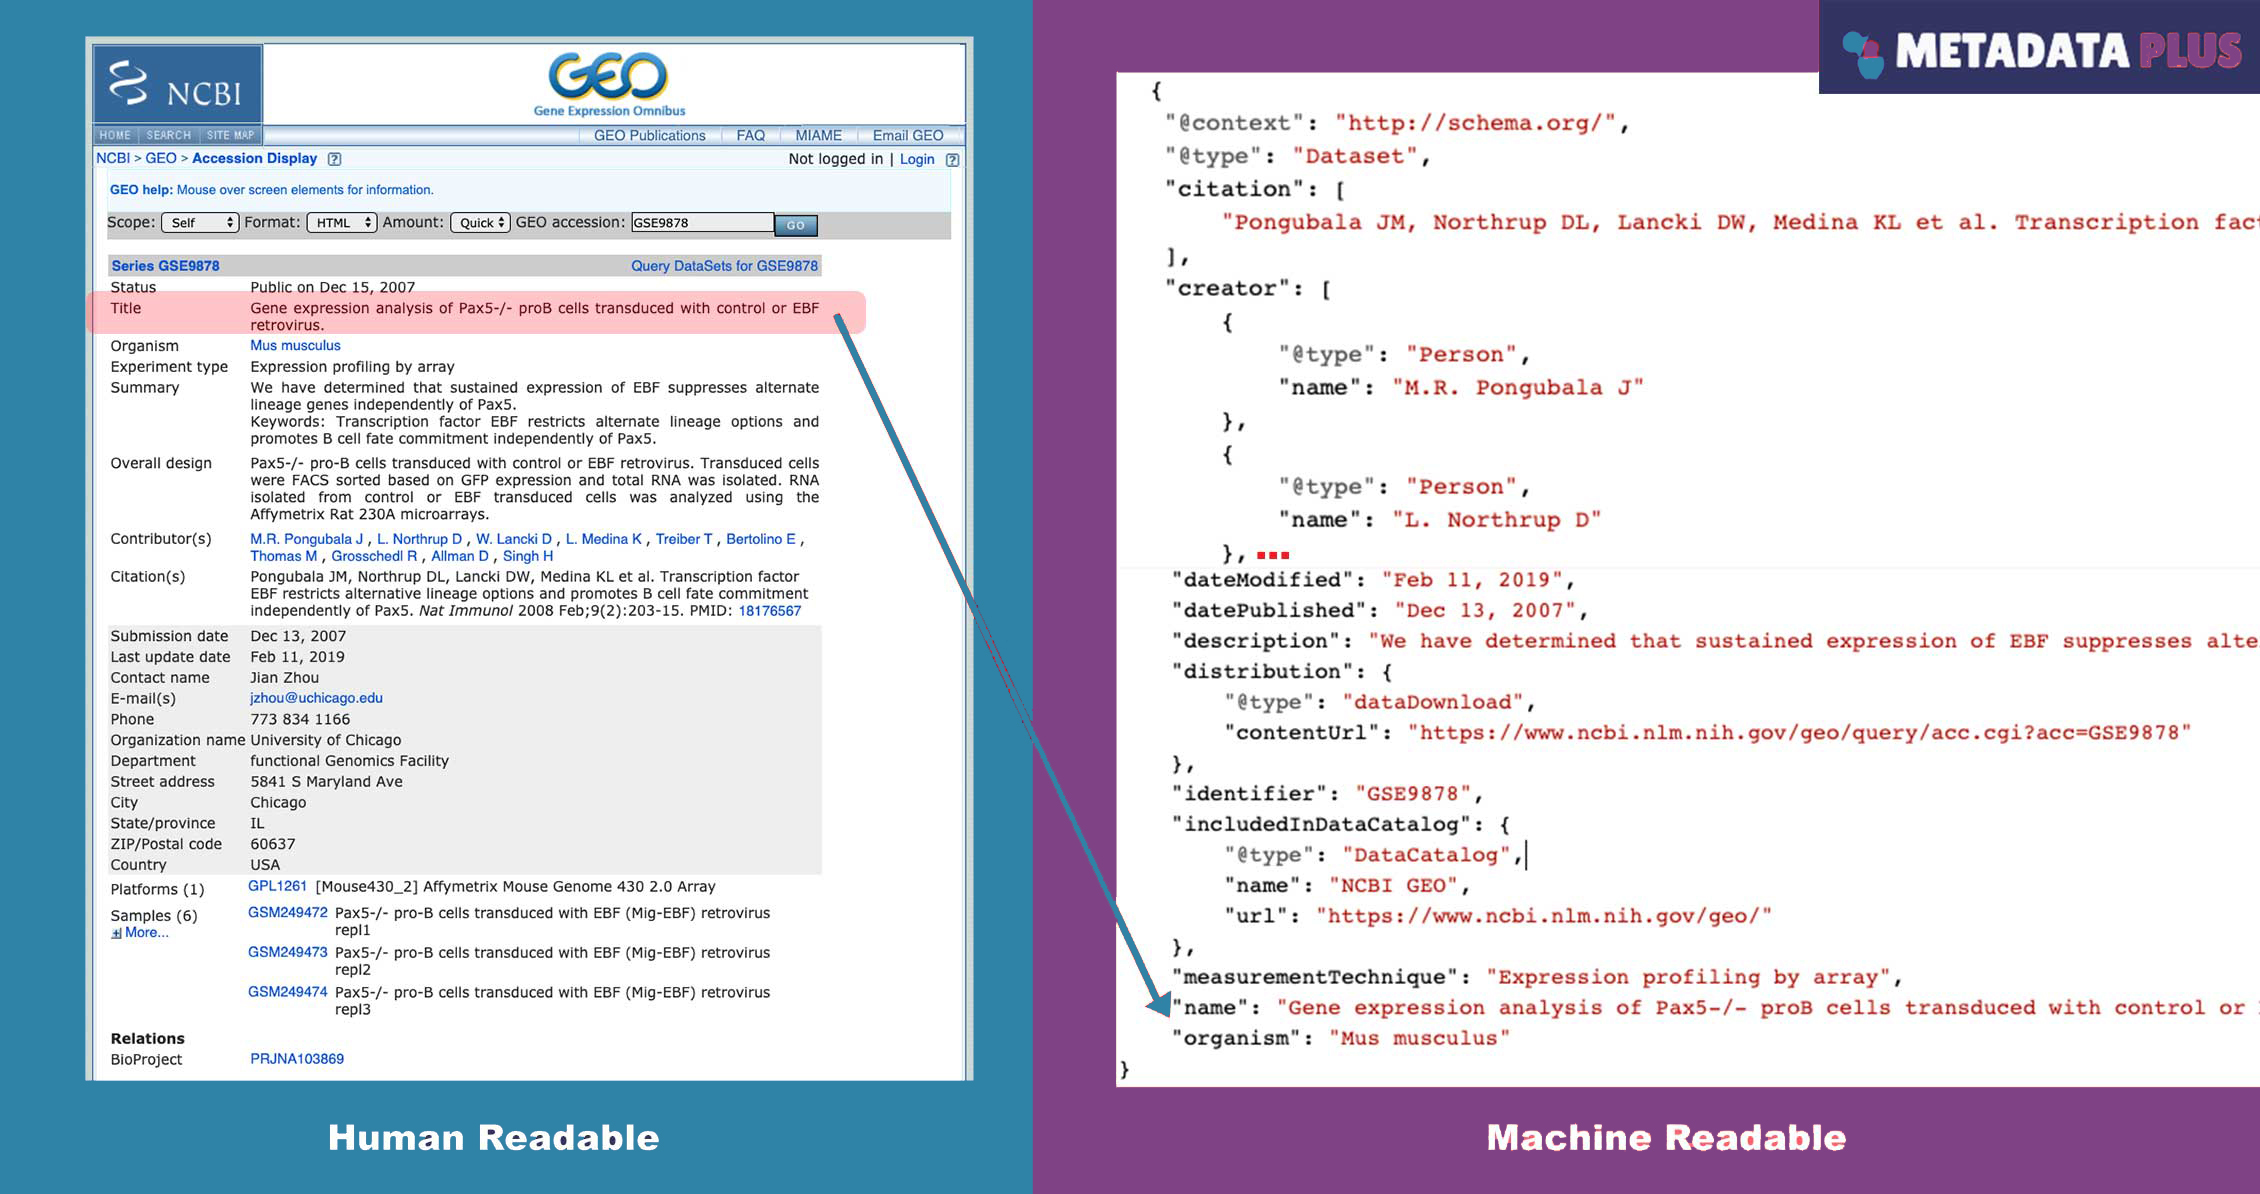 NCBI
GEO
Gene Expression Omnibus
HOME SEARCH SITE MAP
GEO Publications FAQ MIAME Email GEO
NCBI > GEO > Accession Display ?
Not logged in | Login ?
GEO help: Mouse over screen elements for information.
Scope: Self Format: HTML Amount: Quick GEO accession: GSE9878 GO
Series GSE9878 Query DataSets for GSE9878
Status Public on Dec 15, 2007
Title Gene expression analysis of Pax5-/- proB cells transduced with control or EBF
retrovirus.
Organism Mus musculus
Experiment type Expression profiling by array
Summary We have determined that sustained expression of EBF suppresses alternate
lineage genes independently of Pax5.
Keywords: Transcription factor EBF restricts alternate lineage options and
promotes B cell fate commitment independently of Pax5.
Overall design Pax5-/- pro-B cells transduced with control or EBF retrovirus. Transduced cells
were FACS sorted based on GFP expression and total RNA was isolated. RNA
isolated from control or EBF transduced cells was analyzed using the
Affymetrix Rat 230A microarrays.
Contributor(s) M.R. Pongubala J , L. Northrup D , W. Lancki D , L. Medina K , Treiber T , Bertolino E ,
Thomas M , Grosschedl R , Allman D , Singh H
Citation(s) Pongubala JM, Northrup DL, Lancki DW, Medina KL et al. Transcription factor
EBF restricts alternative lineage options and promotes B cell fate commitment
independently of Pax5. Nat Immunol 2008 Feb;9(2):203-15. PMID: 18176567
Submission date Dec 13, 2007
Last update date Feb 11, 2019
Contact name Jian Zhou
E-mail(s) jzhou@uchicago.edu
Phone 773 834 1166
Organization name University of Chicago
Department functional Genomics Facility
Street address 5841 S Maryland Ave
City Chicago
State/province IL
ZIP/Postal code 60637
Country USA
Platforms (1) GPL1261 [Mouse430_2] Affymetrix Mouse Genome 430 2.0 Array
Samples (6) GSM249472 Pax5-/- pro-B cells transduced with EBF (Mig-EBF) retrovirus
More... repl1
GSM249473 Pax5-/- pro-B cells transduced with EBF (Mig-EBF) retrovirus
repl2
GSM249474 Pax5-/- pro-B cells transduced with EBF (Mig-EBF) retrovirus
repl3
Relations
BioProject PRJNA103869
Human Readable
METADATA PLUS
{
"@context": "http://schema.org/",
"@type": "Dataset",
"citation": [
"Pongubala JM, Northrup DL, Lancki DW, Medina KL et al. Transcription fac
],
"creator": [
{
"@type": "Person",
"name": "M.R. Pongubala J"
},
{
"@type": "Person",
"name": "L. Northrup D"
}, ...
"dateModified": "Feb 11, 2019",
"datePublished": "Dec 13, 2007",
"description": "We have determined that sustained expression of EBF suppresses alte
"distribution": {
"@type": "dataDownload",
"contentUrl": "https://www.ncbi.nlm.nih.gov/geo/query/acc.cgi?acc=GSE9878"
},
"identifier": "GSE9878",
"includedInDataCatalog": {
"@type": "DataCatalog",
"name": "NCBI GEO",
"url": "https://www.ncbi.nlm.nih.gov/geo/"
},
"measurementTechnique": "Expression profiling by array",
"name": "Gene expression analysis of Pax5-/- proB cells transduced with control or
"organism": "Mus musculus"
}
Machine Readable